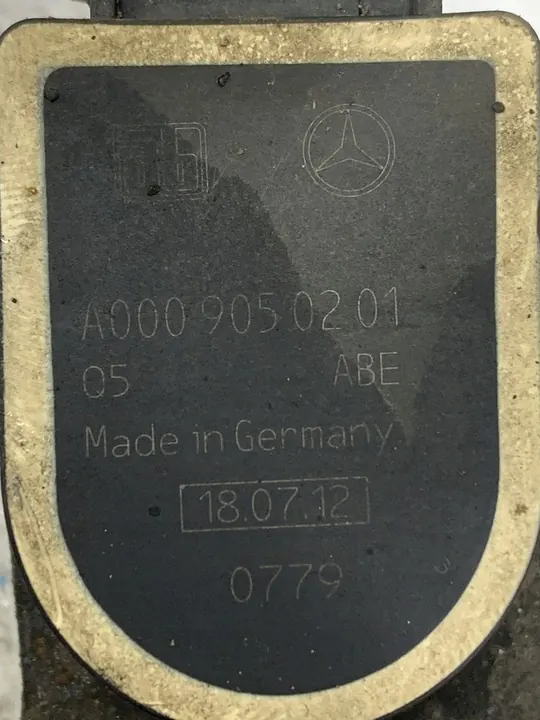 A000 905 02 01
05 ABE
Made in Germany
18.07.12
0779